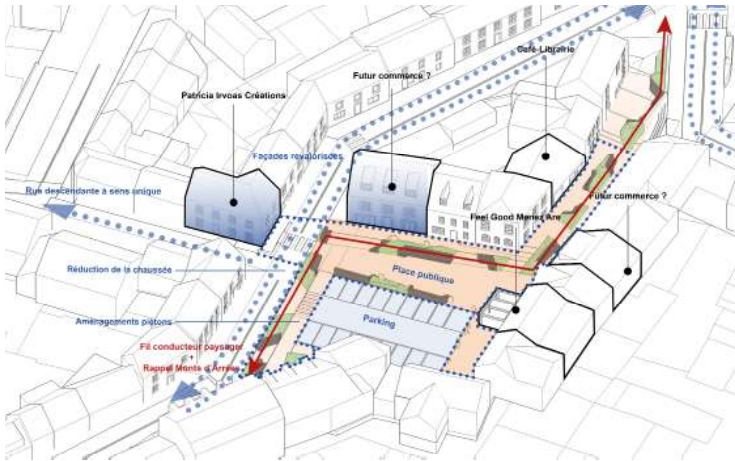 Café-Librairie
Futur commerce ?
Patricia Irvoas Créations
Façades revalorisées
Rue descendante à sens unique
Futur commerce ?
Feel Good Menez Are
Réduction de la chaussée
Place publique
Aménagements piétons
Parking
Fil conducteur paysager
+
Rappel Monts d'Arrée